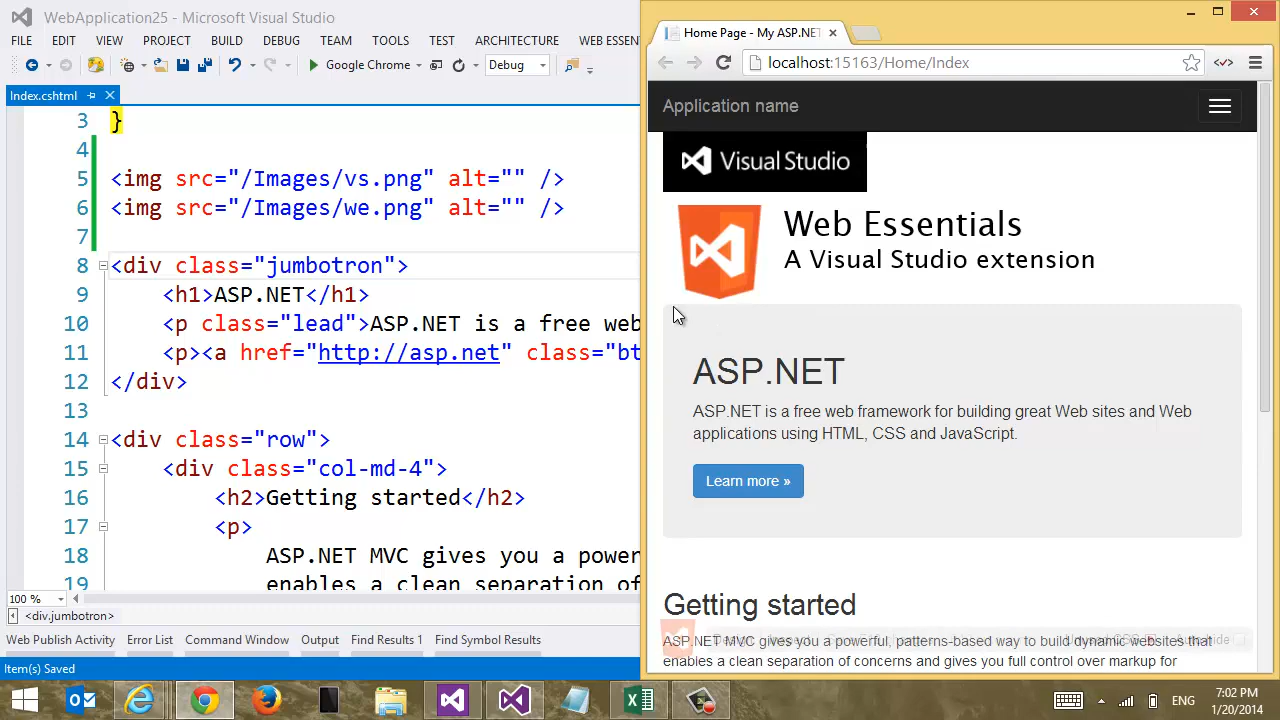 WebApplication25 - Microsoft Visual Studio
FILE EDIT VIEW PROJECT BUILD DEBUG TEAM TOOLS TEST ARCHITECTURE WEB ESSEN
Google Chrome Debug
Index.cshtml
3 }
4
5 <img src="/Images/vs.png" alt="" />
6 <img src="/Images/we.png" alt="" />
7
8 <div class="jumbotron">
9 <h1>ASP.NET</h1>
10 <p class="lead">ASP.NET is a free web
11 <p><a href="http://asp.net" class="bt
12 </div>
13
14 <div class="row">
15 <div class="col-md-4">
16 <h2>Getting started</h2>
17 <p>
18 ASP.NET MVC gives you a power
19 enables a clean separation of
100 %
<div.jumbotron>
Web Publish Activity Error List Command Window Output Find Results 1 Find Symbol Results
Item(s) Saved
Home Page - My ASP.NET
localhost:15163/Home/Index
Application name
Visual Studio
Web Essentials
A Visual Studio extension
ASP.NET
ASP.NET is a free web framework for building great Web sites and Web
applications using HTML, CSS and JavaScript.
Learn more »
Getting started
ASP.NET MVC gives you a powerful, patterns-based way to build dynamic websites that
enables a clean separation of concerns and gives you full control over markup for
ENG
7:02 PM
1/20/2014